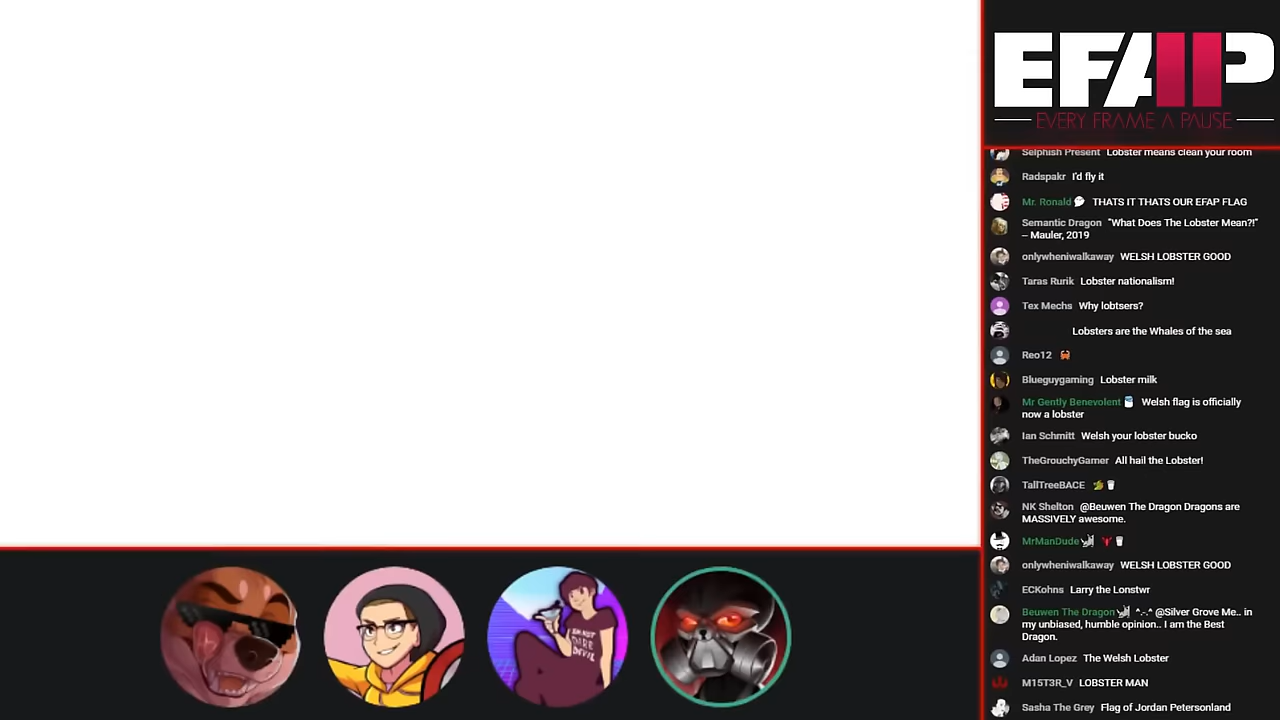 EFAP
EVERY FRAME A PAUSE
Selphish Present Lobster means clean your room
Radspakr I'd fly it
Mr. Ronald THATS IT THATS OUR EFAP FLAG
Semantic Dragon "What Does The Lobster Mean?!"
– Mauler, 2019
onlywheniwalkaway WELSH LOBSTER GOOD
Taras Rurik Lobster nationalism!
Tex Mechs Why lobtsers?
Lobsters are the Whales of the sea
Reo12 🦀
Blueguygaming Lobster milk
Mr Gently Benevolent Welsh flag is officially
now a lobster
Ian Schmitt Welsh your lobster bucko
TheGrouchyGamer All hail the Lobster!
TallTreeBACE
NK Shelton @Beuwen The Dragon Dragons are
MASSIVELY awesome.
MrManDude
onlywheniwalkaway WELSH LOBSTER GOOD
ECKohns Larry the Lonstwr
Beuwen The Dragon ^.-.^ @Silver Grove Me.. in
my unbiased, humble opinion.. I am the Best
Dragon.
Adan Lopez The Welsh Lobster
M15T3R_V LOBSTER MAN
Sasha The Grey Flag of Jordan Petersonland
I'M NOT
DARE
DEVIL